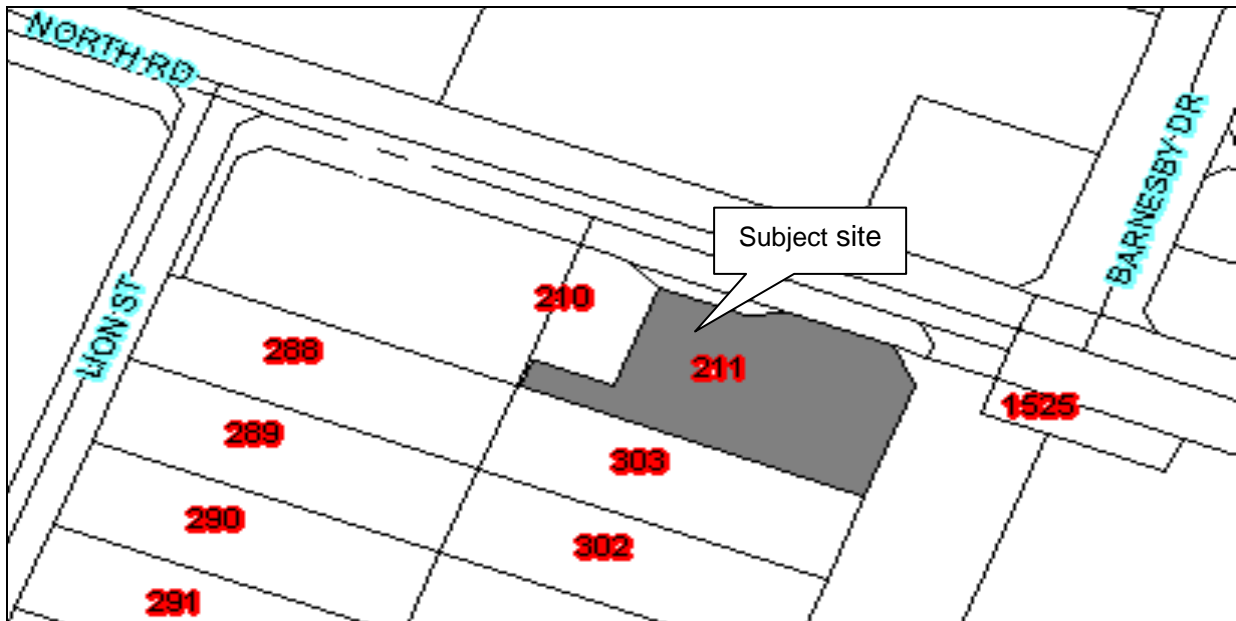 NORTH RD
BARNESBY DR
Subject site
LION ST
210
288
211
1525
289
303
290
302
291